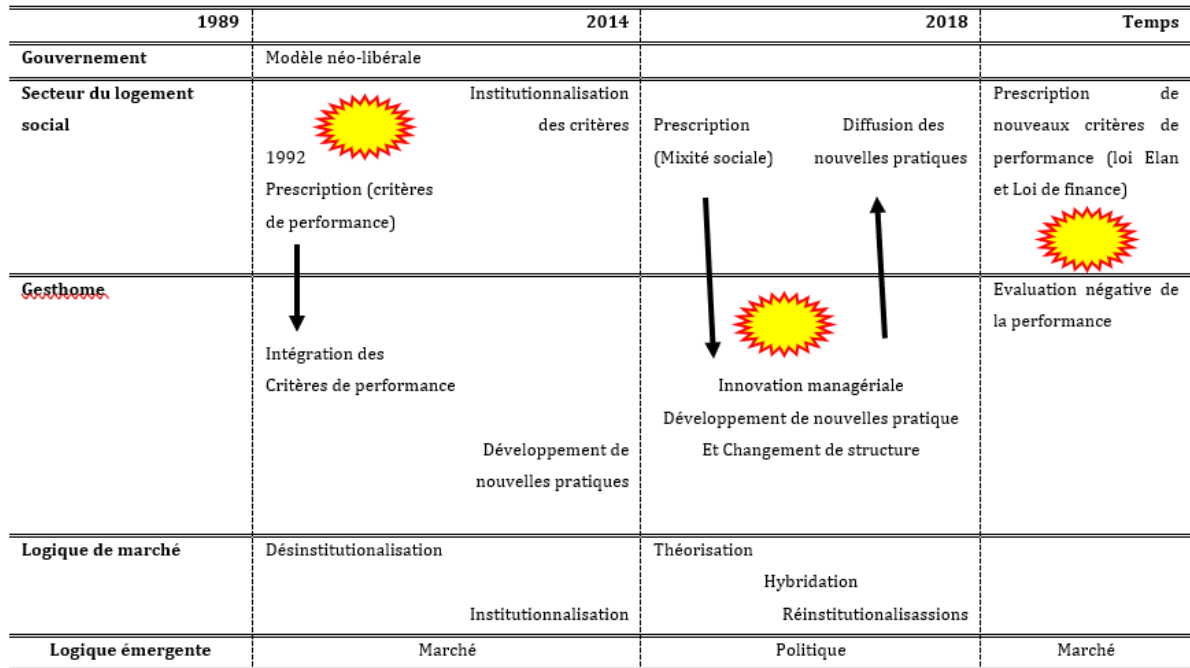 1989 2014 2018 Temps
Gouvernement Modèle néo-libérale
Secteur du logement
social
1992
Prescription (critères
de performance)
Institutionnalisation
des critères
Prescription
(Mixité sociale)
Diffusion des
nouvelles pratiques
Prescription de
nouveaux critères de
performance (loi Elan
et Loi de finance)
Gesthome
Intégration des
Critères de performance
Développement de
nouvelles pratiques
Innovation managériale
Développement de nouvelles pratique
Et Changement de structure
Evaluation négative de
la performance
Logique de marché
Désinstitutionalisation
Institutionnalisation
Théorisation
Hybridation
Réinstitutionalisassions
Logique émergente Marché Politique Marché